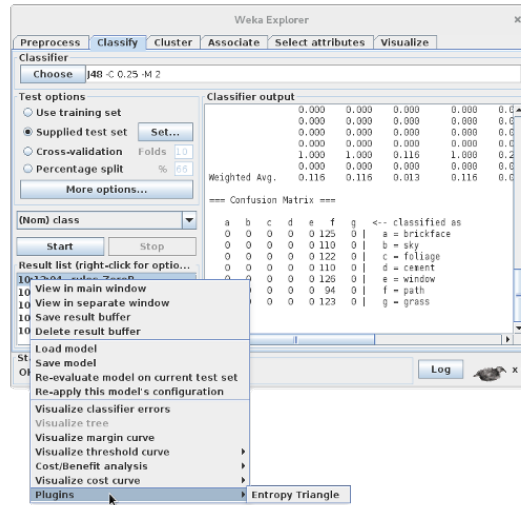 Weka Explorer
Preprocess Classify Cluster Associate Select attributes Visualize
Classifier
Choose J48 -C 0.25 -M 2
Test options
Use training set
Supplied test set Set...
Cross-validation Folds 10
Percentage split % 66
More options...
(Nom) class
Start Stop
Result list (right-click for optio...
Classifier output
0.000 0.000 0.000 0.000
0.000 0.000 0.000 0.000
0.000 0.000 0.000 0.000
0.000 0.000 0.000 0.000
1.000 1.000 0.116 1.000
0.000 0.000 0.000 0.000
Weighted Avg. 0.116 0.116 0.013 0.116
=== Confusion Matrix ===
a b c d e f g <-- classified as
0 0 0 0 0 125 0 | a = brickface
0 0 0 0 0 110 0 | b = sky
0 0 0 0 0 122 0 | c = foliage
0 0 0 0 0 110 0 | d = cement
0 0 0 0 0 126 0 | e = window
0 0 0 0 0 94 0 | f = path
0 0 0 0 0 123 0 | g = grass
Log x
View in main window
View in separate window
Save result buffer
Delete result buffer
Load model
Save model
Re-evaluate model on current test set
Re-apply this model's configuration
Visualize classifier errors
Visualize tree
Visualize margin curve
Visualize threshold curve
Cost/Benefit analysis
Visualize cost curve
Plugins
Entropy Triangle